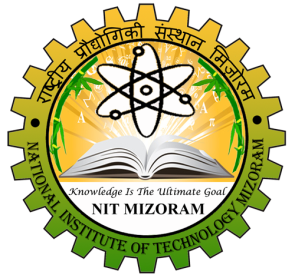 राष्ट्रीय प्रौद्योगिकी संस्थान मिज़ोरम
Knowledge Is The Ultimate Goal
NIT MIZORAM
NATIONAL INSTITUTE OF TECHNOLOGY MIZORAM